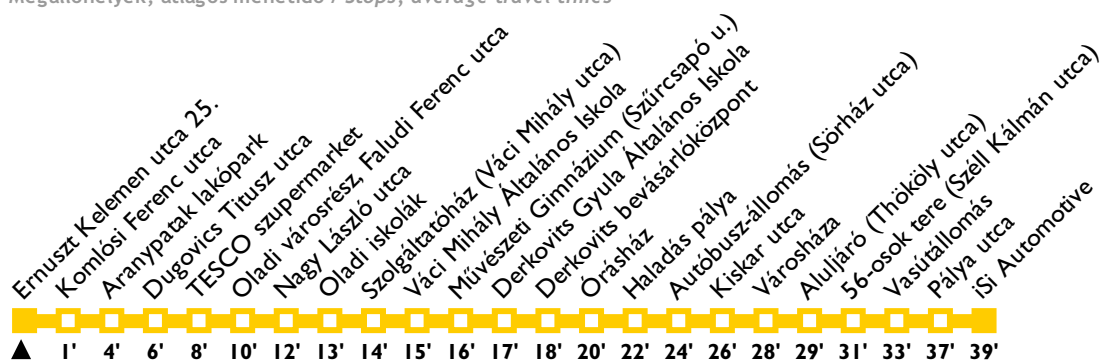 Megállóhelyek, átlagos menetidő / Stops, average travel times
Ernuszt Kelemen utca 25.
Komlósi Ferenc utca
Aranypatak lakópark
Dugovics Titusz utca
TESCO szupermarket
Oladi városrész, Faludi Ferenc utca
Nagy László utca
Oladi iskolák
Szolgáltatóház (Váci Mihály utca)
Váci Mihály Általános Iskola
Művészeti Gimnázium (Szűrcsapó u.)
Derkovits Gyula Általános Iskola
Derkovits bevásárlóközpont
Órásház
Haladás pálya
Autóbusz-állomás (Sörház utca)
Kiskar utca
Városháza
Aluljáró (Thököly utca)
56-osok tere (Széll Kálmán utca)
Vasútállomás
Pálya utca
iSi Automotive
1' 4' 6' 8' 10' 12' 13' 14' 15' 16' 17' 18' 20' 22' 24' 26' 28' 29' 31' 33' 37' 39'